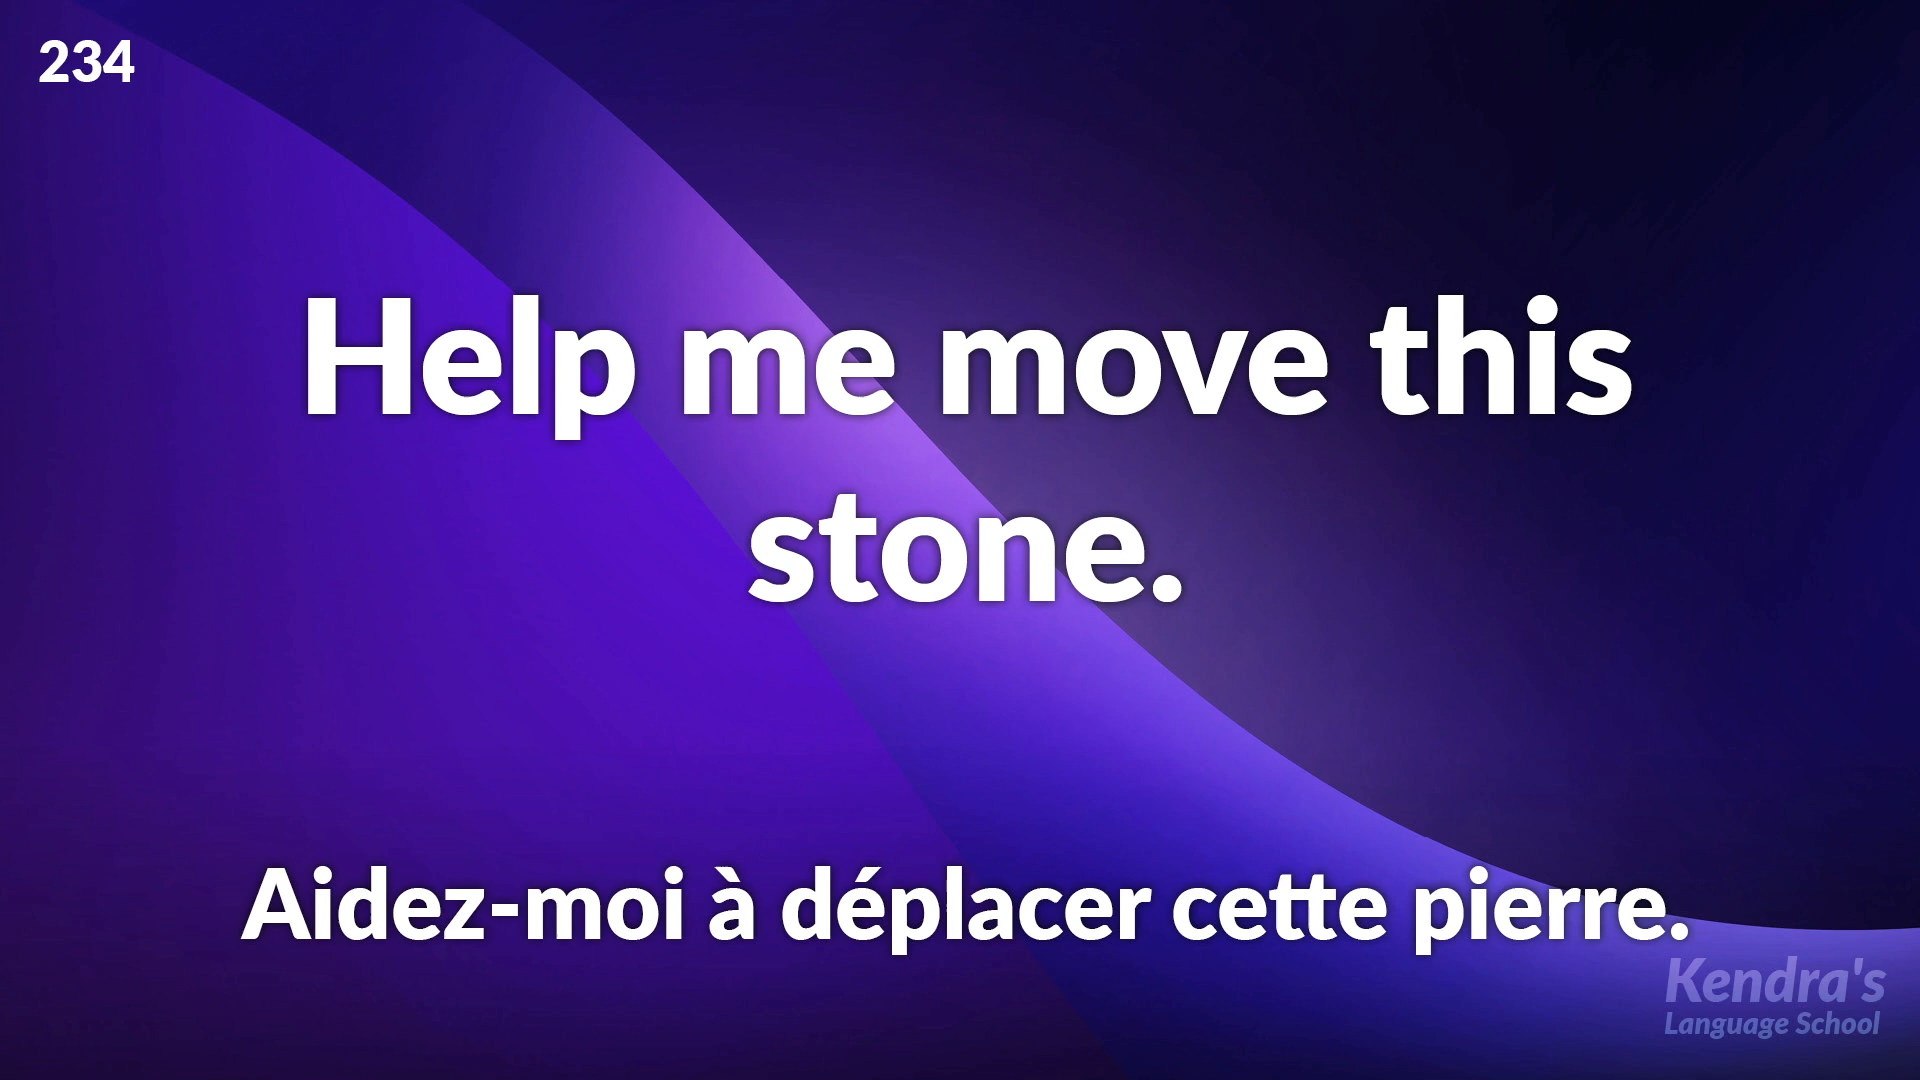 234
Help me move this
stone.
Aidez-moi à déplacer cette pierre.
Kendra's
Language School